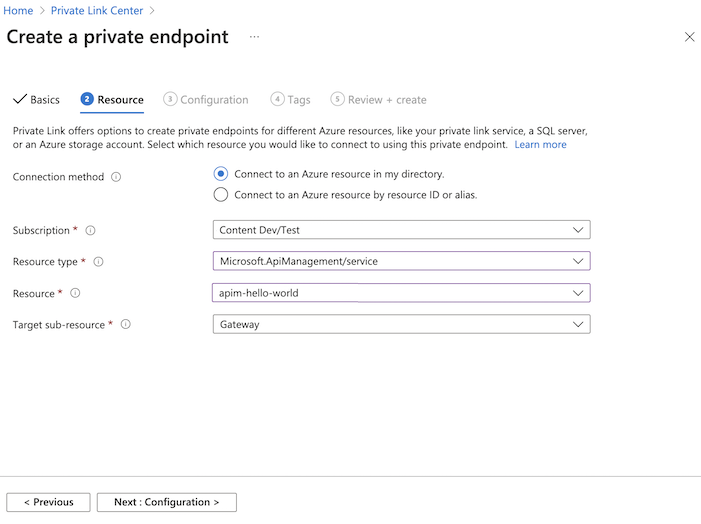 Home > Private Link Center >
Create a private endpoint ...
Basics 2 Resource 3 Configuration 4 Tags 5 Review + create
Private Link offers options to create private endpoints for different Azure resources, like your private link service, a SQL server,
or an Azure storage account. Select which resource you would like to connect to using this private endpoint. Learn more
Connection method Connect to an Azure resource in my directory.
Connect to an Azure resource by resource ID or alias.
Subscription * Content Dev/Test
Resource type * Microsoft.ApiManagement/service
Resource * apim-hello-world
Target sub-resource * Gateway
< Previous Next : Configuration >